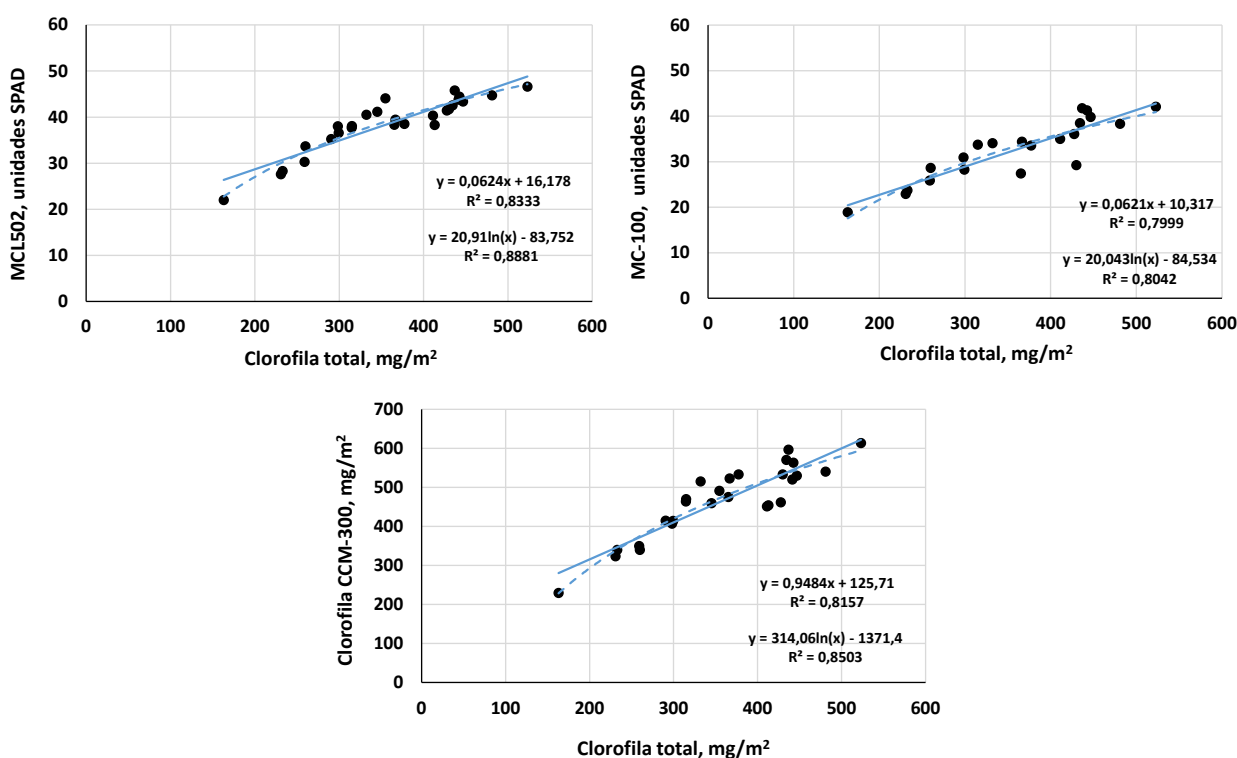 MCL502, unidades SPAD
60
50
40
30
20
10
0
y = 0,0624x + 16,178
R² = 0,8333
y = 20,91ln(x) - 83,752
R² = 0,8881
0 100 200 300 400 500 600
Clorofila total, mg/m²
MC-100, unidades SPAD
60
50
40
30
20
10
0
y = 0,0621x + 10,317
R² = 0,7999
y = 20,043ln(x) - 84,534
R² = 0,8042
0 100 200 300 400 500 600
Clorofila total, mg/m²
Clorofila CCM-300, mg/m²
700
600
500
400
300
200
100
0
y = 0,9484x + 125,71
R² = 0,8157
y = 314,06ln(x) - 1371,4
R² = 0,8503
0 100 200 300 400 500 600
Clorofila total, mg/m²